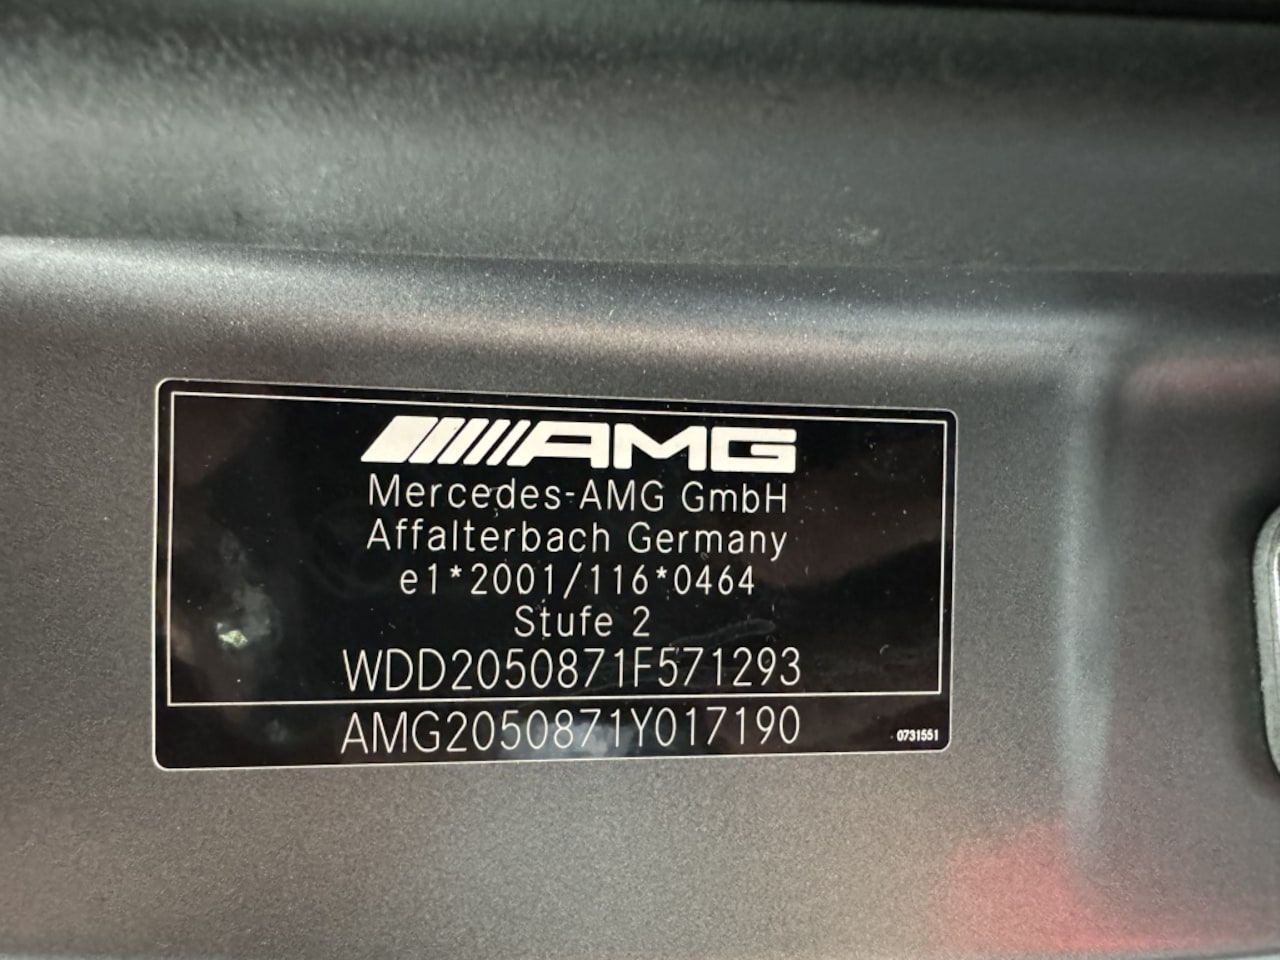 AMG
Mercedes-AMG GmbH
Affalterbach Germany
e1*2001/116*0464
Stufe 2
WDD2050871F571293
AMG2050871Y017190
0731551